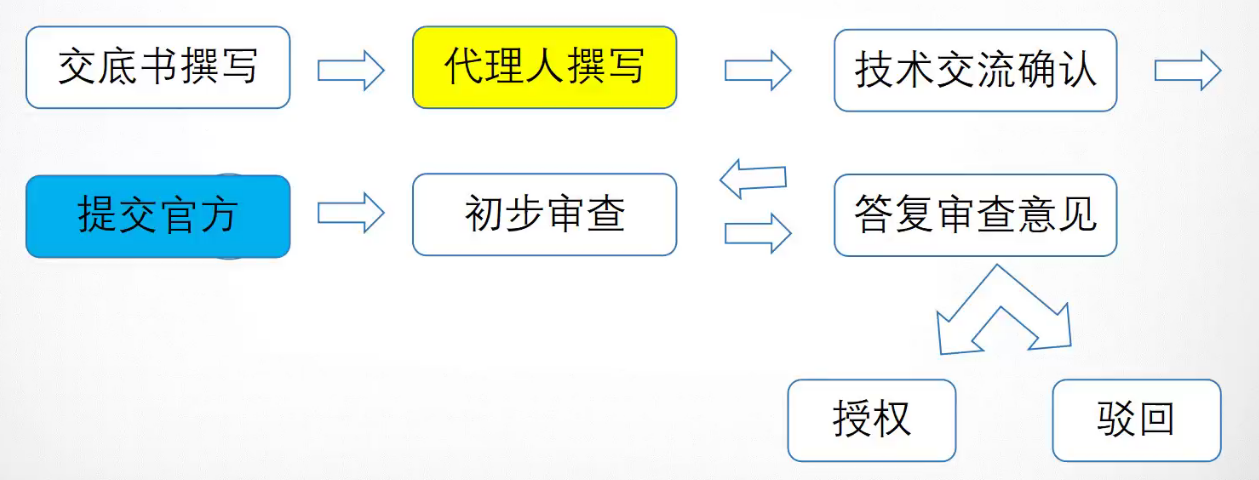 交底书撰写
代理人撰写
技术交流确认
提交官方
初步审查
答复审查意见
授权
驳回